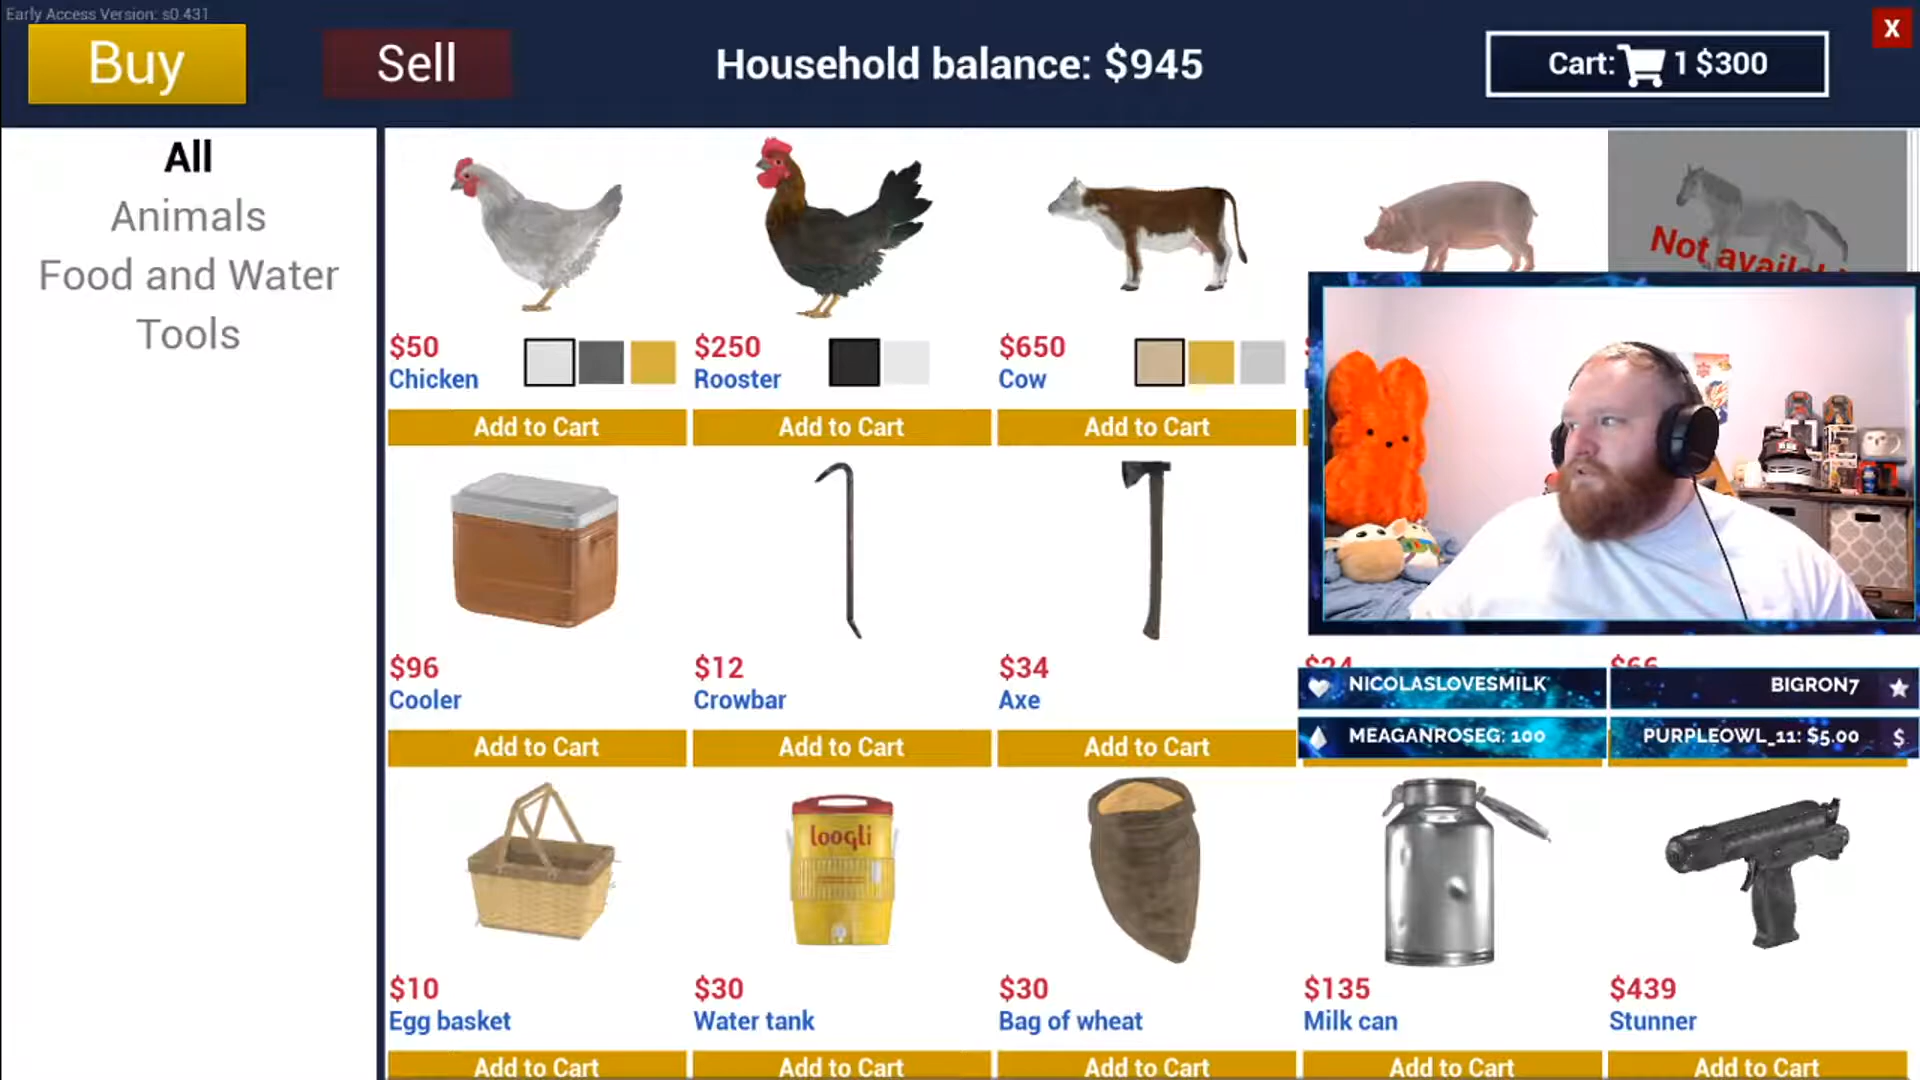 Early Access Version: s0.431
Buy
Sell
Household balance: $945
Cart: 1 $300
X
All
Animals
Food and Water
Tools
Not
$50
Chicken
$250
Rooster
$650
Cow
Add to Cart
Add to Cart
Add to Cart
$96
Cooler
$12
Crowbar
$34
Axe
$24
$66
NICOLASLOVESMILK
BIGRON7
MEAGANROSEG: 100
PURPLEOWL_11: $5.00
$
Add to Cart
Add to Cart
Add to Cart
looqli
$10
Egg basket
$30
Water tank
$30
Bag of wheat
$135
Milk can
$439
Stunner
Add to Cart
Add to Cart
Add to Cart
Add to Cart
Add to Cart